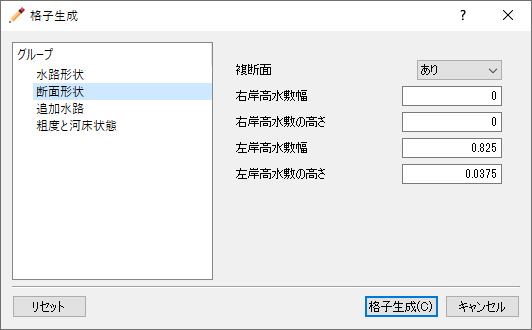 格子生成
グループ
水路形状
断面形状
追加水路
粗度と河床状態
複断面 あり
右岸高水敷幅 0
右岸高水敷の高さ 0
左岸高水敷幅 0.825
左岸高水敷の高さ 0.0375
リセット 格子生成(C) キャンセル